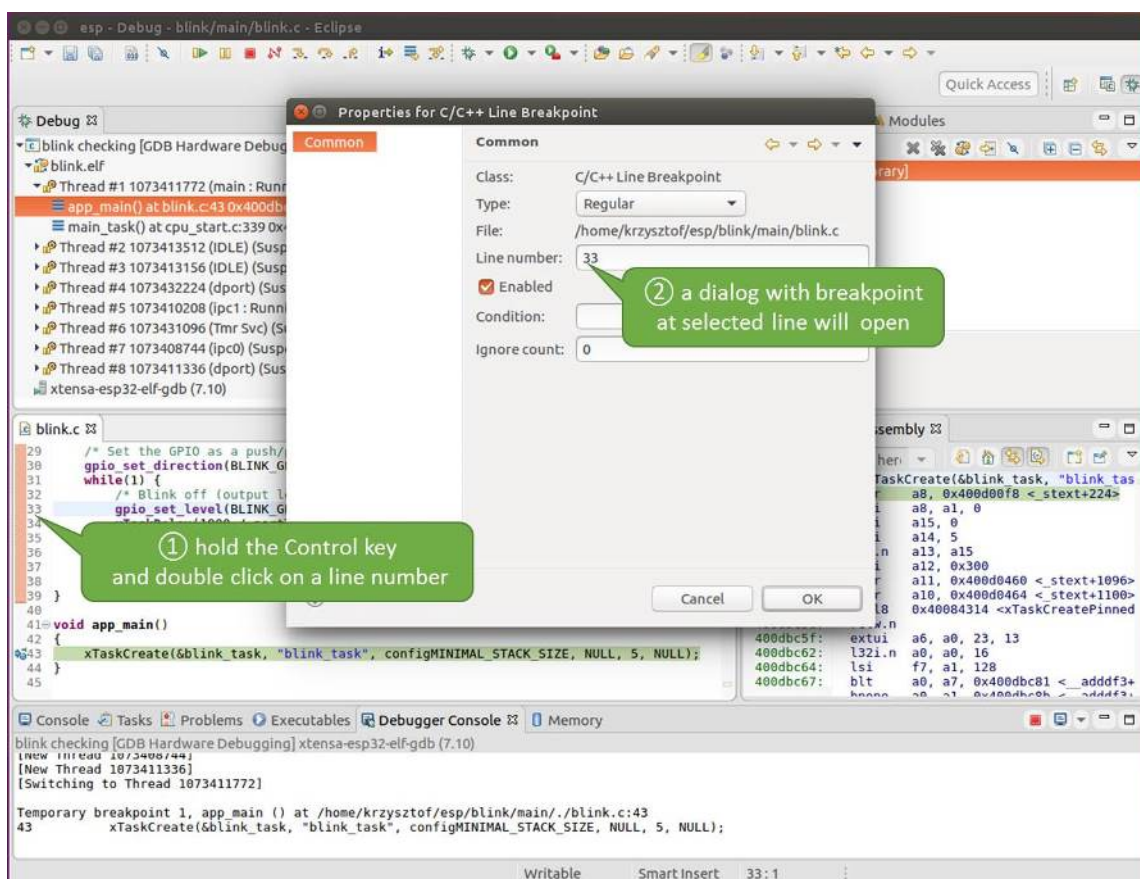 esp - Debug - blink/main/blink.c - Eclipse
Quick Access
Debug
blink checking [GDB Hardware Debug
blink.elf
Thread #1 1073411772 (main : Runn
app_main() at blink.c:43 0x400dbc
main_task() at cpu_start.c:339 0x4
Thread #2 1073413512 (IDLE) (Susp
Thread #3 1073413156 (IDLE) (Susp
Thread #4 1073432224 (dport) (Sus
Thread #5 1073410208 (ipc1 : Runni
Thread #6 1073431096 (Tmr Svc) (S
Thread #7 1073408744 (ipc0) (Susp
Thread #8 1073411336 (dport) (Sus
xtensa-esp32-elf-gdb (7.10)
Properties for C/C++ Line Breakpoint
Common
Common
Class: C/C++ Line Breakpoint
Type: Regular
File: /home/krzysztof/esp/blink/main/blink.c
Line number: 33
Enabled
Condition:
Ignore count: 0
② a dialog with breakpoint
at selected line will open
Cancel OK
Modules
rary]
blink.c
29 /* Set the GPIO as a push/
30 gpio_set_direction(BLINK_G
31 while(1) {
32 /* Blink off (output l
33 gpio_set_level(BLINK_G
34
35
36
37
38
39 }
40
41 void app_main()
42 {
43 xTaskCreate(&blink_task, "blink_task", configMINIMAL_STACK_SIZE, NULL, 5, NULL);
44 }
45
① hold the Control key
and double click on a line number
sembly
her
TaskCreate(&blink_task, "blink_tas
r a8, 0x400d00f8 <_stext+224>
i a8, a1, 0
i a15, 0
i a14, 5
.n a13, a15
i a12, 0x300
r a11, 0x400d0460 <_stext+1096>
r a10, 0x400d0464 <_stext+1100>
l8 0x40084314 <xTaskCreatePinned
400dbc5f: extui a6, a0, 23, 13
400dbc62: l32i.n a0, a0, 16
400dbc64: lsi f7, a1, 128
400dbc67: blt a0, a7, 0x400dbc81 <__adddf3+
Console Tasks Problems Executables Debugger Console Memory
blink checking [GDB Hardware Debugging] xtensa-esp32-elf-gdb (7.10)
[New Thread 1073408744]
[New Thread 1073411336]
[Switching to Thread 1073411772]
Temporary breakpoint 1, app_main () at /home/krzysztof/esp/blink/main/./blink.c:43
43 xTaskCreate(&blink_task, "blink_task", configMINIMAL_STACK_SIZE, NULL, 5, NULL);
Writable Smart Insert 33 : 1